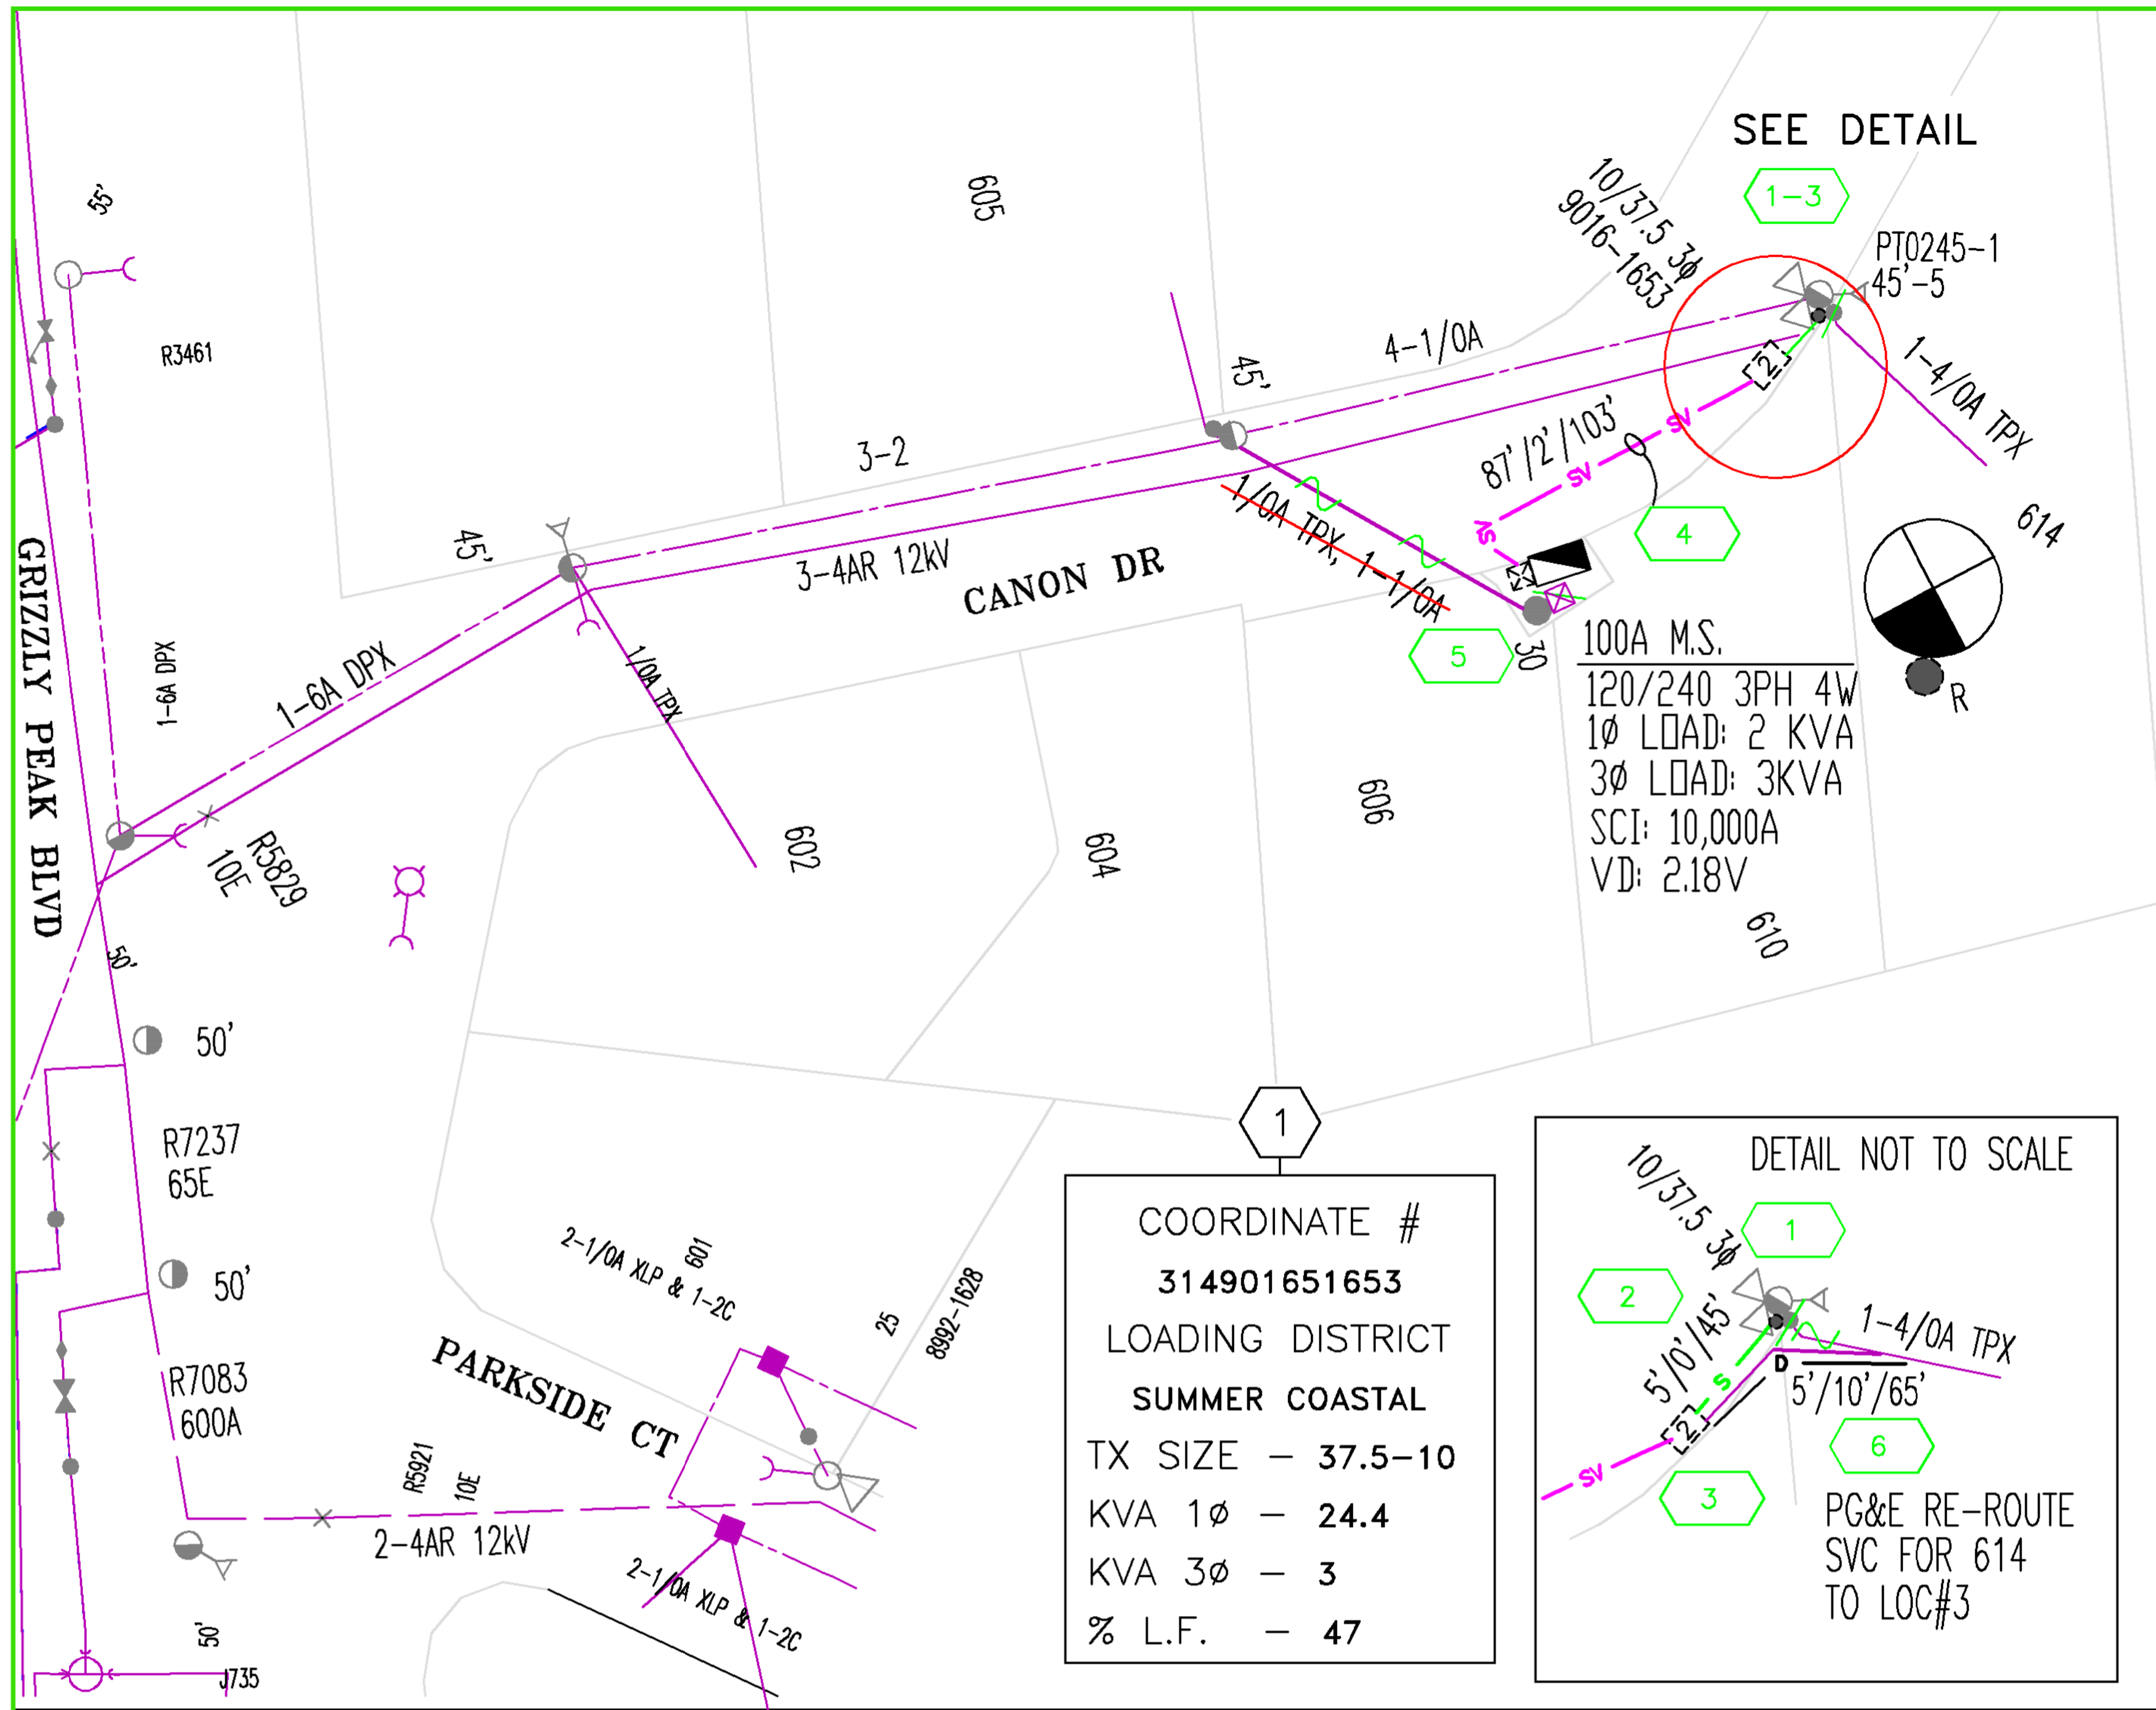 SEE DETAIL
1-3
10/37.5 3ϕ
9016-1653
PT0245-1
45'-5
1-4/0A TPX
614
4-1/0A
45'
605
55'
R3461
3-2
87'/2'/103'
SV
SV
SV
2
4
1/0A TPX, 1-1/0A
5
30
45'
3-4AR 12kV
CANON DR
100A M.S.
120/240 3PH 4W
1Ø LOAD: 2 KVA
3Ø LOAD: 3KVA
SCI: 10,000A
VD: 2.18V
R
GRIZZLY PEAK BLVD
1-6A DPX
1-6A DPX
1/0A TPX
R5829
10E
602
604
606
610
50'
50'
R7237
65E
50'
R7083
600A
R5921
10E
2-4AR 12kV
50'
J735
2-1/0A XLP & 1-2C
601
25
8992-1628
PARKSIDE CT
2-1/0A XLP & 1-2C
1
COORDINATE #
314901651653
LOADING DISTRICT
SUMMER COASTAL
TX SIZE - 37.5-10
KVA 1Ø - 24.4
KVA 3Ø - 3
% L.F. - 47
DETAIL NOT TO SCALE
10/37.5 3ϕ
1
2
5'/0'/45'
1-4/0A TPX
D
5'/10'/65'
S
2
SV
3
6
PG&E RE-ROUTE
SVC FOR 614
TO LOC#3